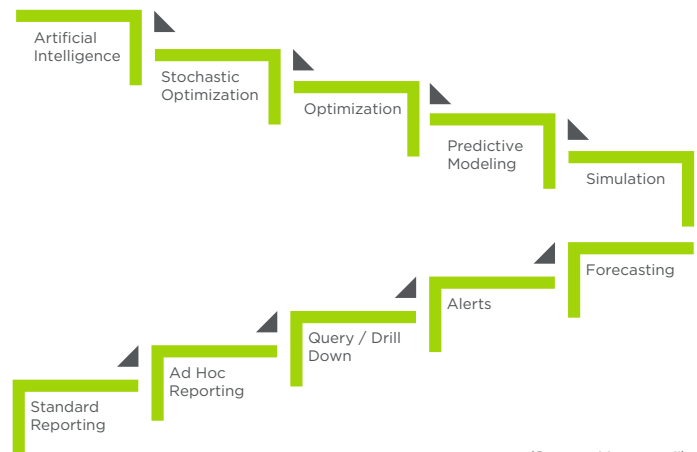 Artificial
Intelligence
Stochastic
Optimization
Optimization
Predictive
Modeling
Simulation
Forecasting
Alerts
Query / Drill
Down
Ad Hoc
Reporting
Standard
Reporting